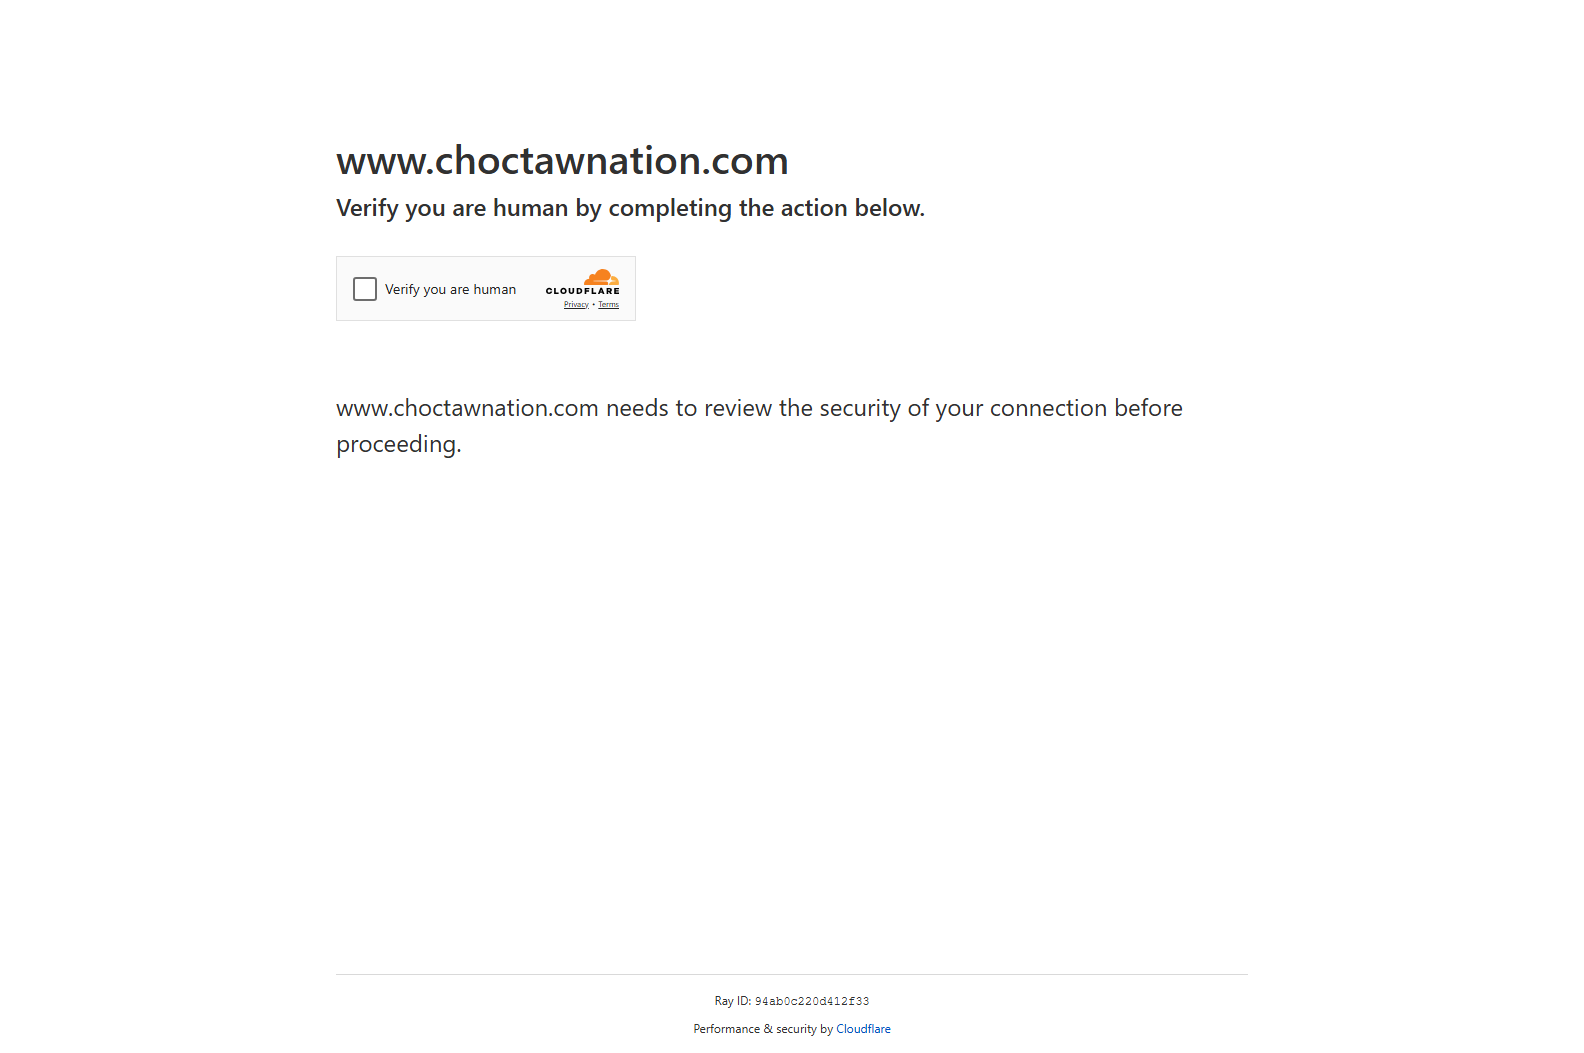 www.choctawnation.com
Verify you are human by completing the action below.
Verify you are human
CLOUDFLARE
Privacy • Terms
www.choctawnation.com needs to review the security of your connection before
proceeding.
Ray ID: 94ab0c220d412f33
Performance & security by Cloudflare